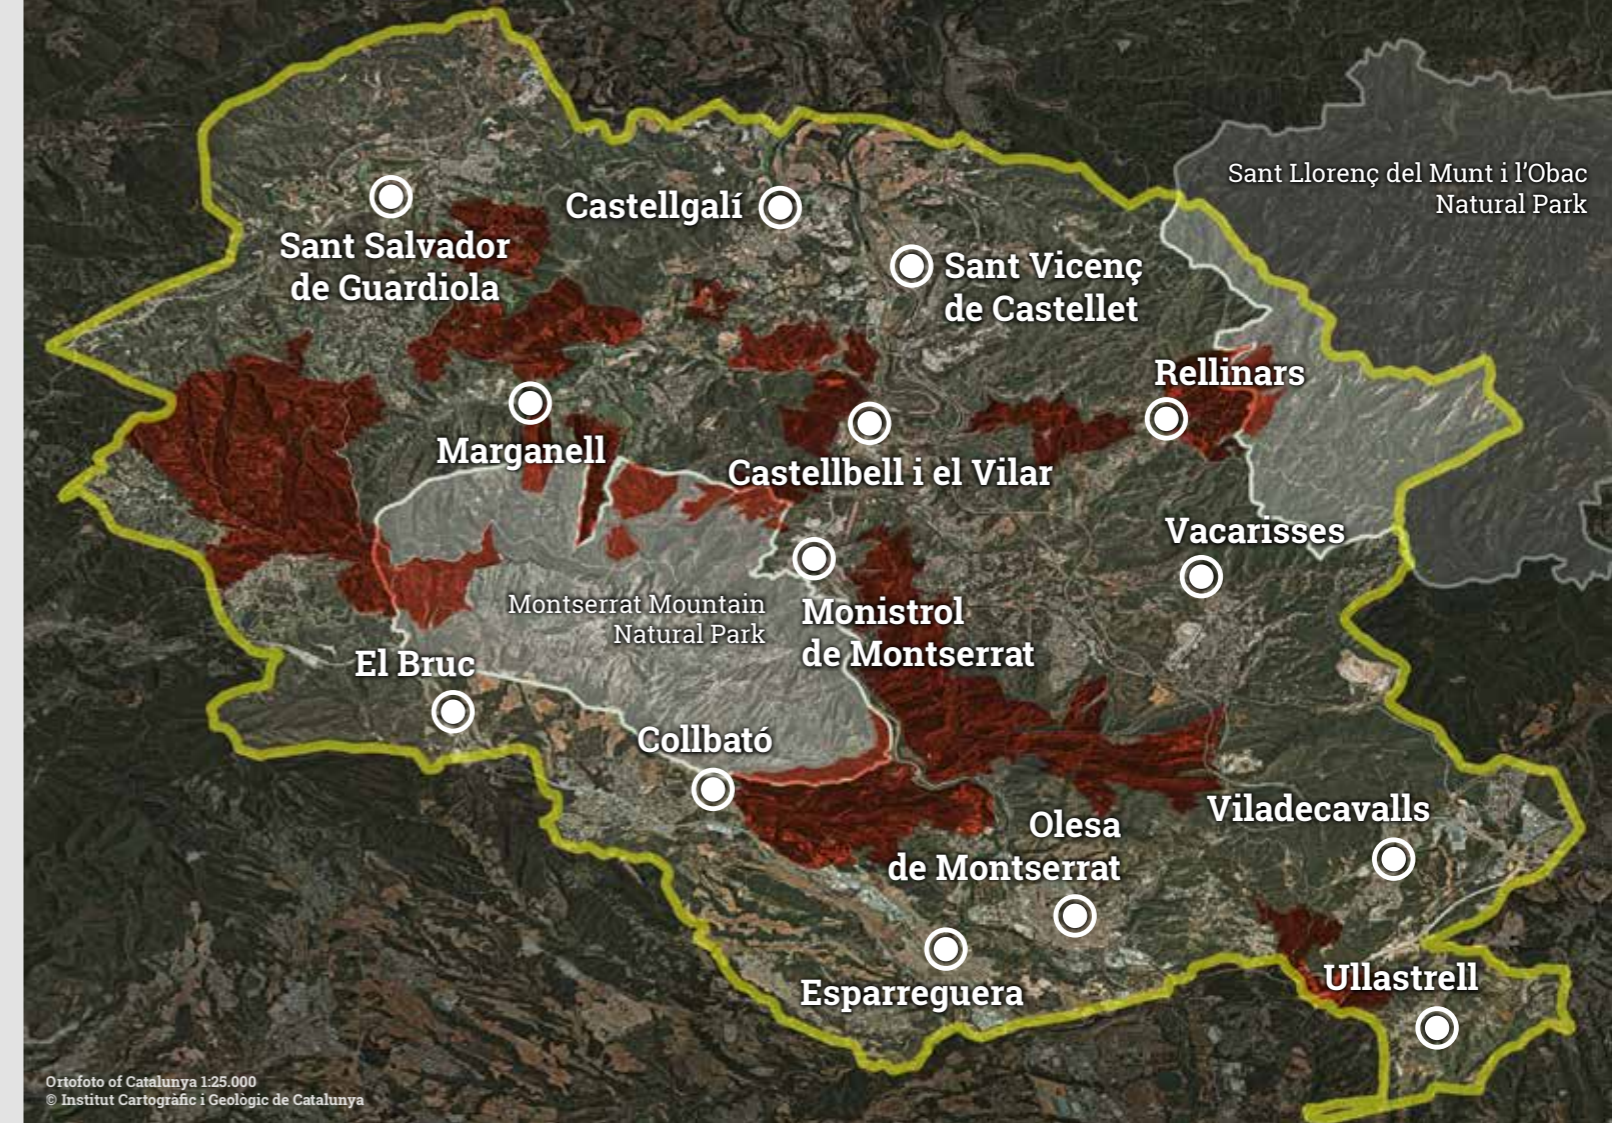 Sant Llorenç del Munt i l’Obac
Natural Park
Castellgalí
Sant Salvador
de Guardiola
Sant Vicenç
de Castellet
Rellinars
Marganell
Castellbell i el Vilar
Vacarisses
Montserrat Mountain
Natural Park
Monistrol
de Montserrat
El Bruc
Collbató
Viladecavalls
Olesa
de Montserrat
Esparreguera
Ullastrell
Ortofoto of Catalunya 1:25.000
© Institut Cartogràfic i Geològic de Catalunya